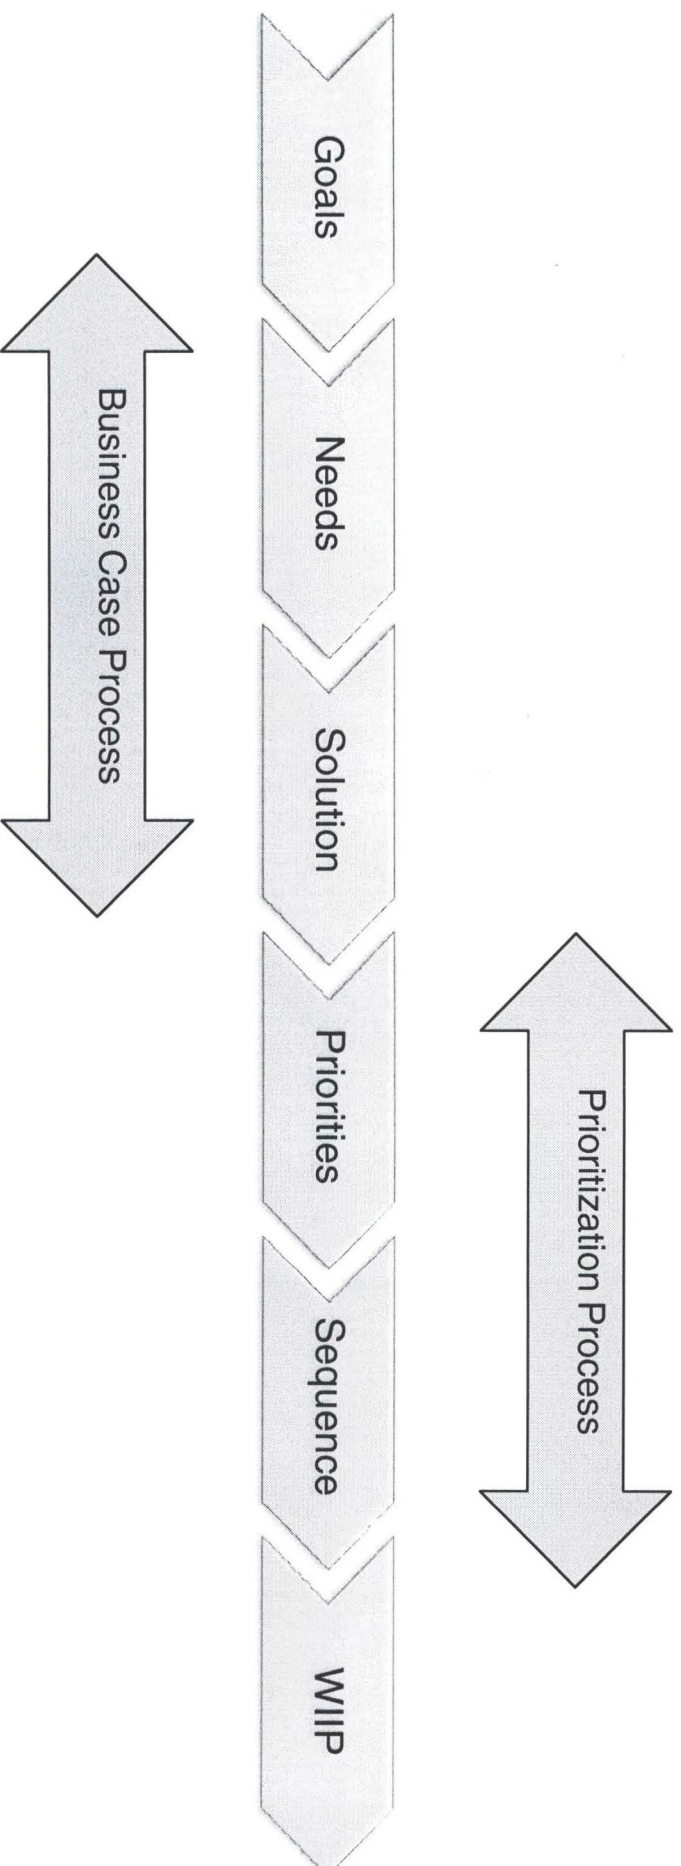 Prioritization Process
Goals
Needs
Solution
Priorities
Sequence
WIIP
Business Case Process